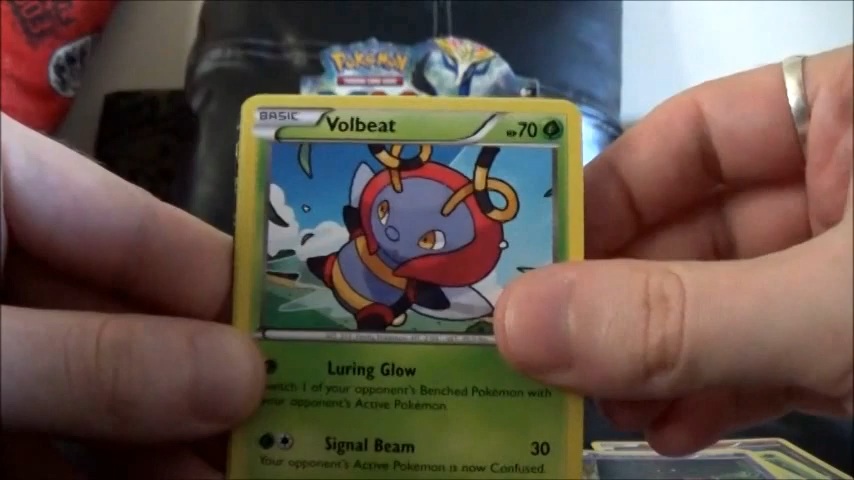 POKÉMON
BASIC Volbeat HP70
Luring Glow
witch 1 of your opponent's Benched Pokémon with
your opponent's Active Pokémon.
Signal Beam 30
Your opponent's Active Pokémon is now Confused.